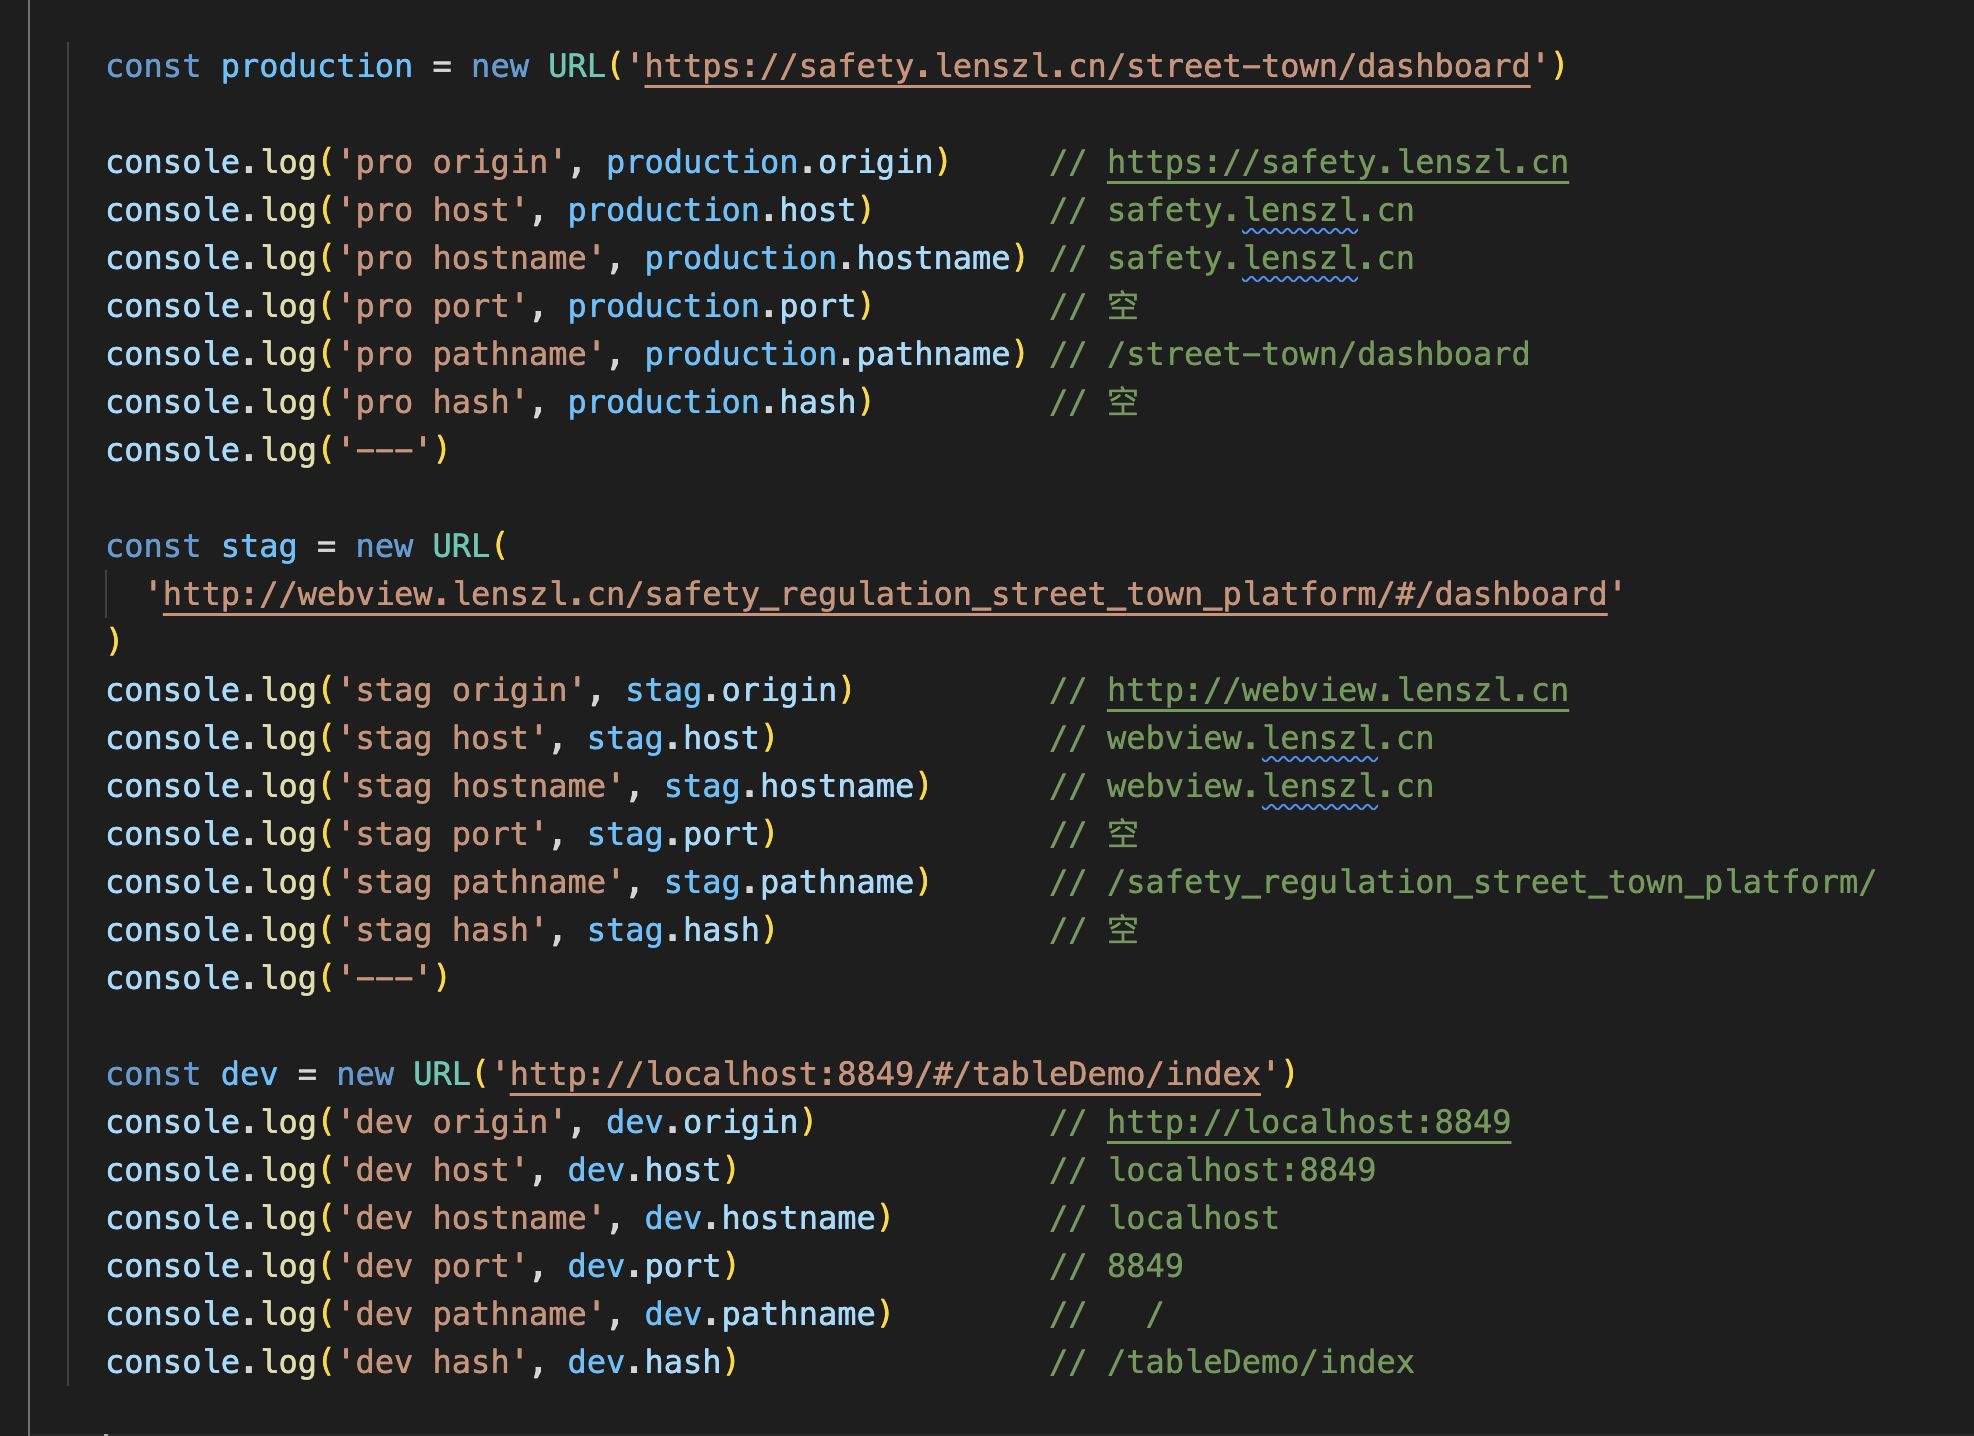 const production = new URL('https://safety.lenszl.cn/street-town/dashboard')
console.log('pro origin', production.origin)     // https://safety.lenszl.cn
console.log('pro host', production.host)         // safety.lenszl.cn
console.log('pro hostname', production.hostname) // safety.lenszl.cn
console.log('pro port', production.port)         // 空
console.log('pro pathname', production.pathname) // /street-town/dashboard
console.log('pro hash', production.hash)         // 空
console.log('---')
const stag = new URL(
  'http://webview.lenszl.cn/safety_regulation_street_town_platform/#/dashboard'
)
console.log('stag origin', stag.origin)          // http://webview.lenszl.cn
console.log('stag host', stag.host)              // webview.lenszl.cn
console.log('stag hostname', stag.hostname)      // webview.lenszl.cn
console.log('stag port', stag.port)              // 空
console.log('stag pathname', stag.pathname)      // /safety_regulation_street_town_platform/
console.log('stag hash', stag.hash)              // 空
console.log('---')
const dev = new URL('http://localhost:8849/#/tableDemo/index')
console.log('dev origin', dev.origin)            // http://localhost:8849
console.log('dev host', dev.host)                // localhost:8849
console.log('dev hostname', dev.hostname)        // localhost
console.log('dev port', dev.port)                // 8849
console.log('dev pathname', dev.pathname)        //   /
console.log('dev hash', dev.hash)                // /tableDemo/index